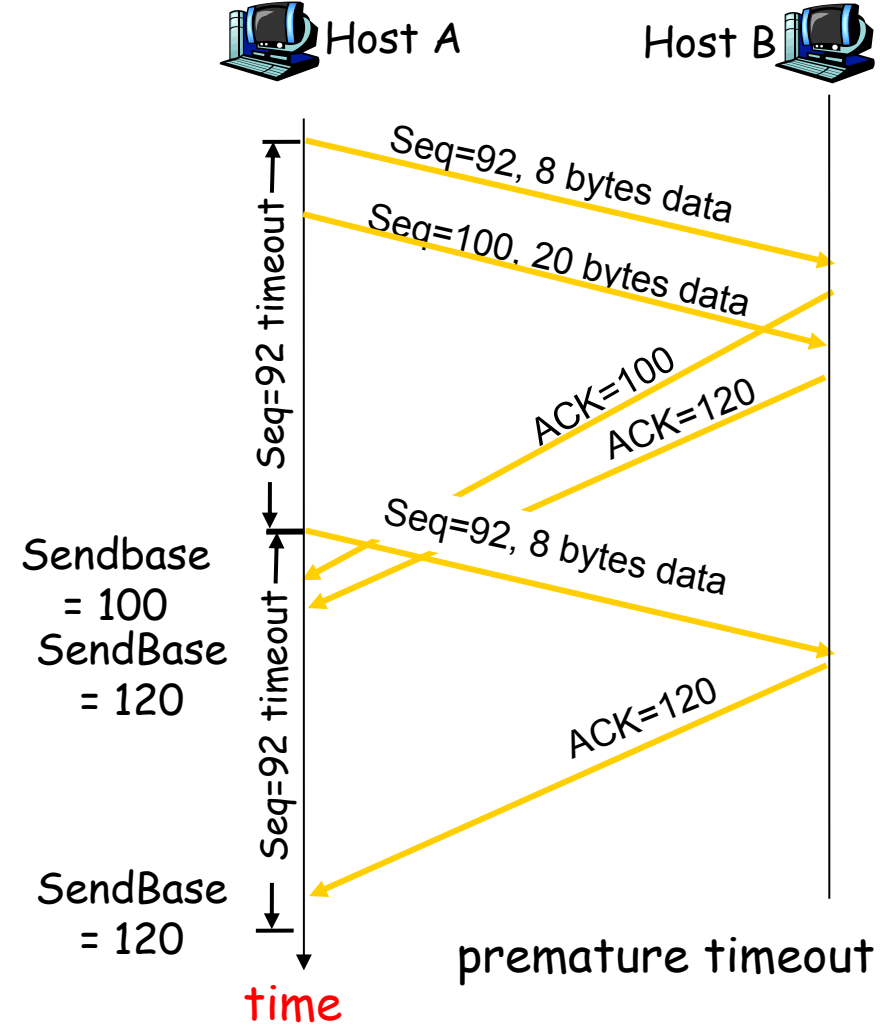 Host A
Host B
Seq=92, 8 bytes data
Seq=100, 20 bytes data
Seq=92 timeout
ACK=100
ACK=120
Seq=92, 8 bytes data
Sendbase
= 100
SendBase
= 120
Seq=92 timeout
ACK=120
SendBase
= 120
premature timeout
time